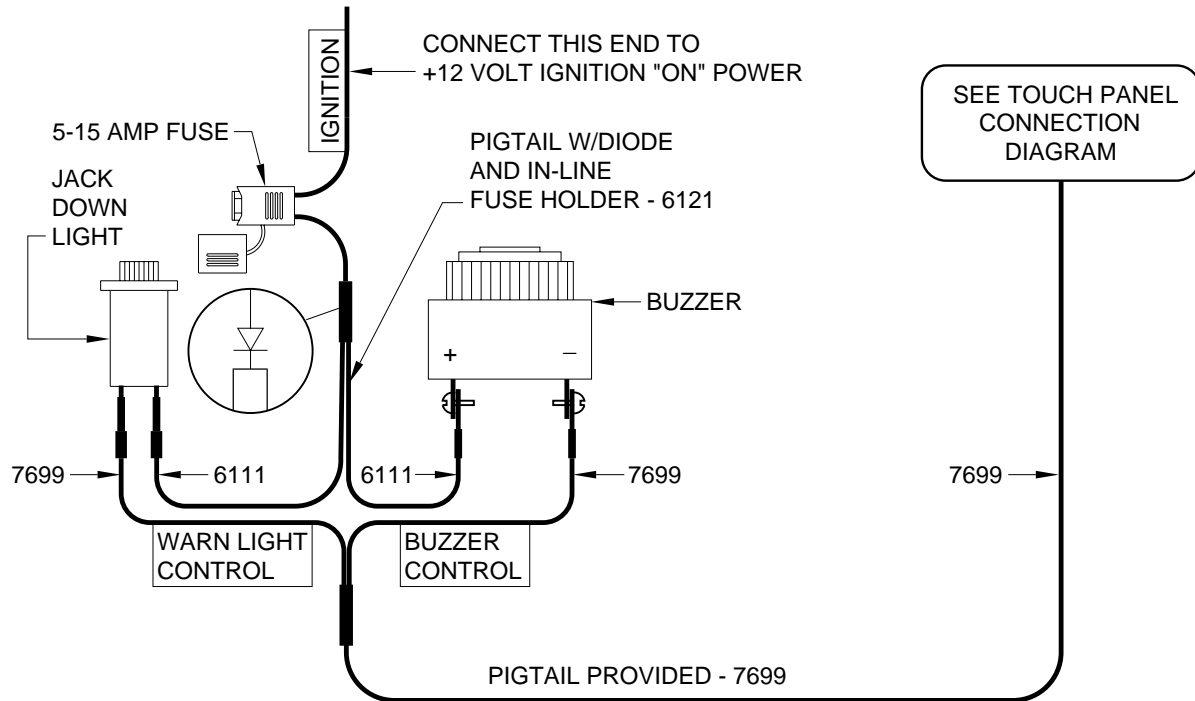 IGNITION
CONNECT THIS END TO
+12 VOLT IGNITION "ON" POWER
SEE TOUCH PANEL
CONNECTION
DIAGRAM
5-15 AMP FUSE
PIGTAIL W/DIODE
AND IN-LINE
FUSE HOLDER - 6121
JACK
DOWN
LIGHT
BUZZER
+
−
7699
6111
6111
7699
7699
WARN LIGHT
CONTROL
BUZZER
CONTROL
PIGTAIL PROVIDED - 7699